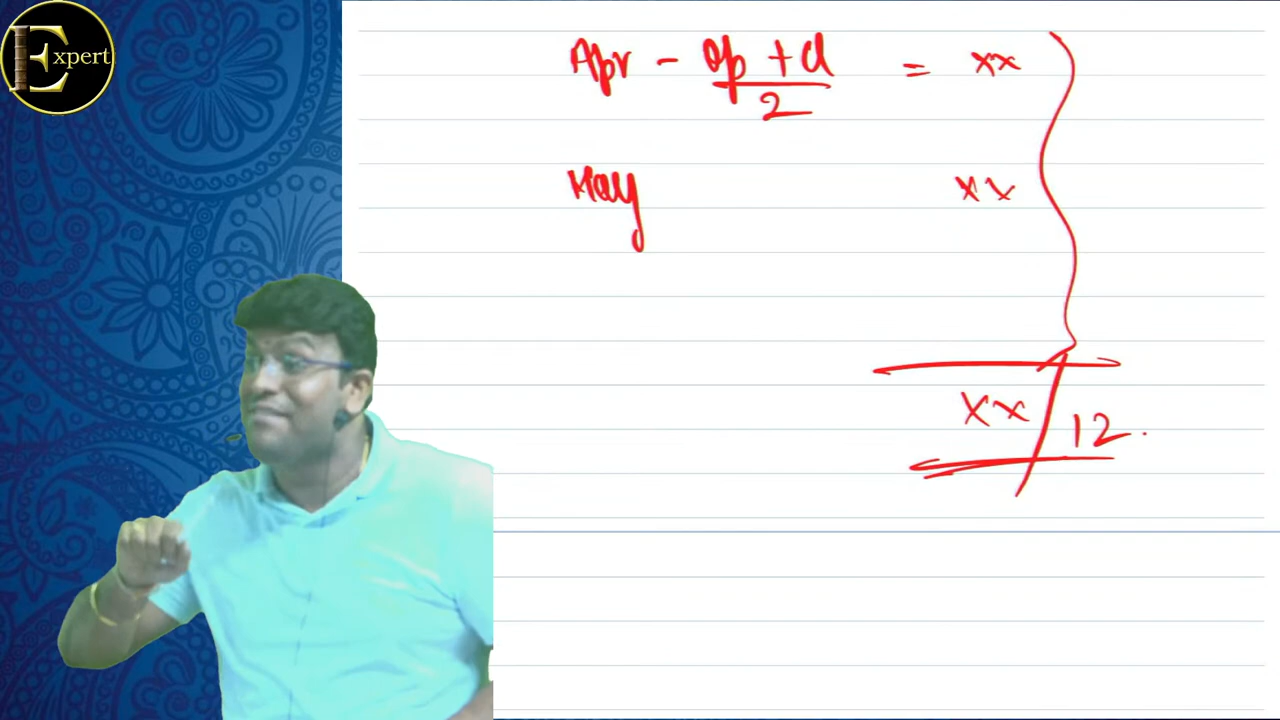 Expert
Apr - Op + Cl = xx
2
May xx
xx / 12.